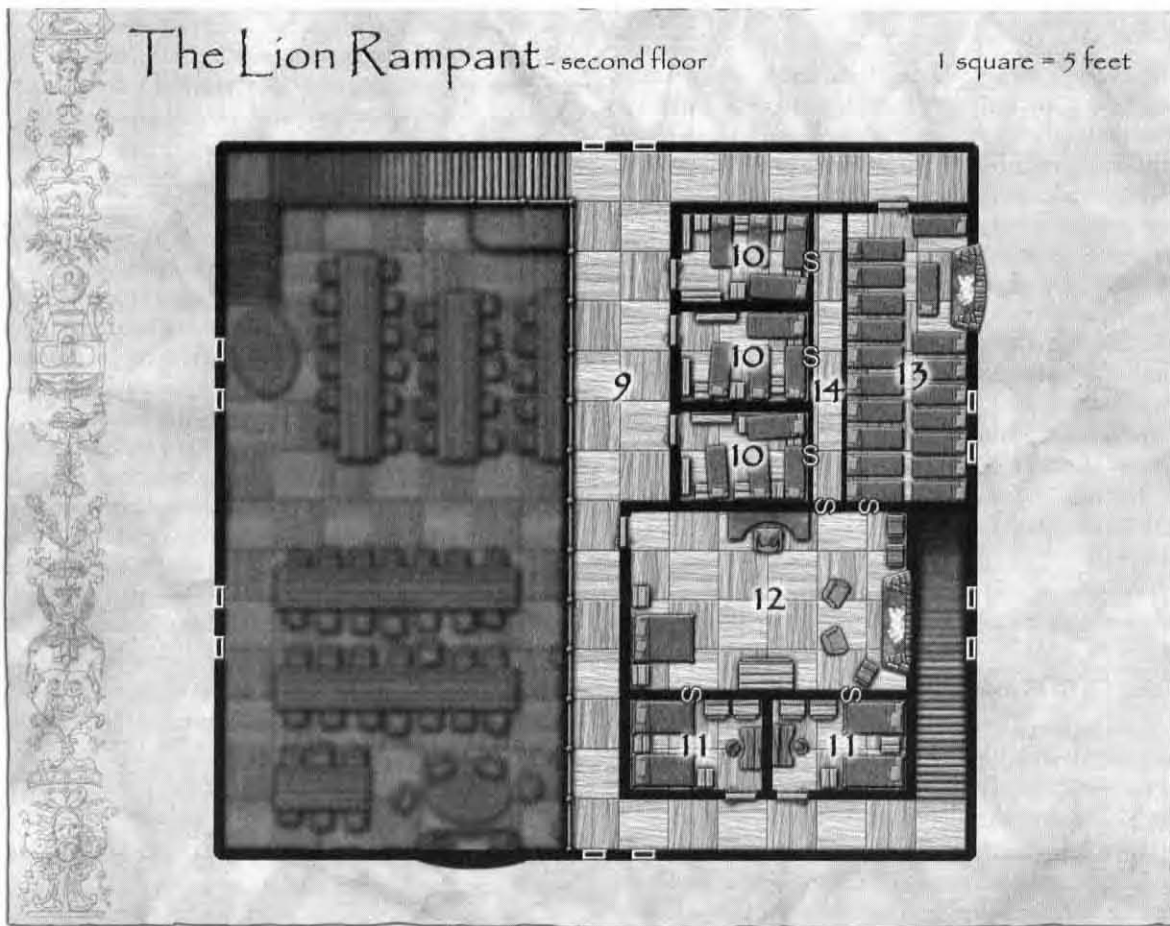 The Lion Rampant - second floor
1 square = 5 feet
10
S
10
S
9
14
13
10
S
S
S
12
S
S
11
11